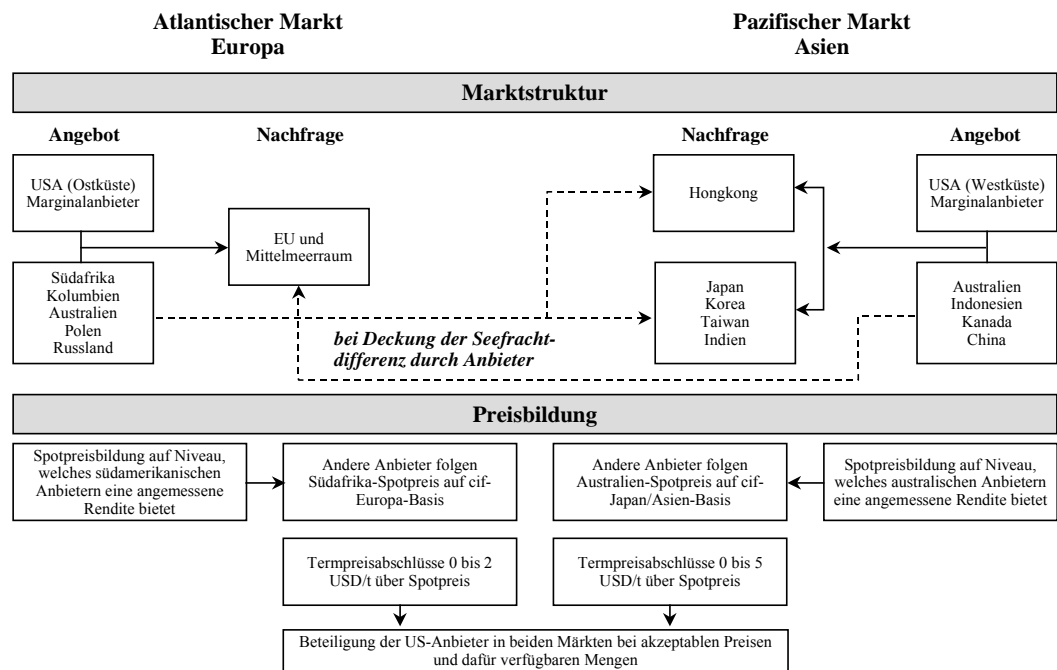 Atlantischer Markt
Europa
Pazifischer Markt
Asien
Marktstruktur
Angebot
Nachfrage
Nachfrage
Angebot
USA (Ostküste)
Marginalanbieter
EU und
Mittelmeerraum
Hongkong
USA (Westküste)
Marginalanbieter
Südafrika
Kolumbien
Australien
Polen
Russland
Japan
Korea
Taiwan
Indien
Australien
Indonesien
Kanada
China
bei Deckung der Seefracht-
differenz durch Anbieter
Preisbildung
Spotpreisbildung auf Niveau,
welches südamerikanischen
Anbietern eine angemessene
Rendite bietet
Andere Anbieter folgen
Südafrika-Spotpreis auf cif-
Europa-Basis
Andere Anbieter folgen
Australien-Spotpreis auf cif-
Japan/Asien-Basis
Spotpreisbildung auf Niveau,
welches australischen Anbietern
eine angemessene Rendite bietet
Termpreisabschlüsse 0 bis 2
USD/t über Spotpreis
Termpreisabschlüsse 0 bis 5
USD/t über Spotpreis
Beteiligung der US-Anbieter in beiden Märkten bei akzeptablen Preisen
und dafür verfügbaren Mengen